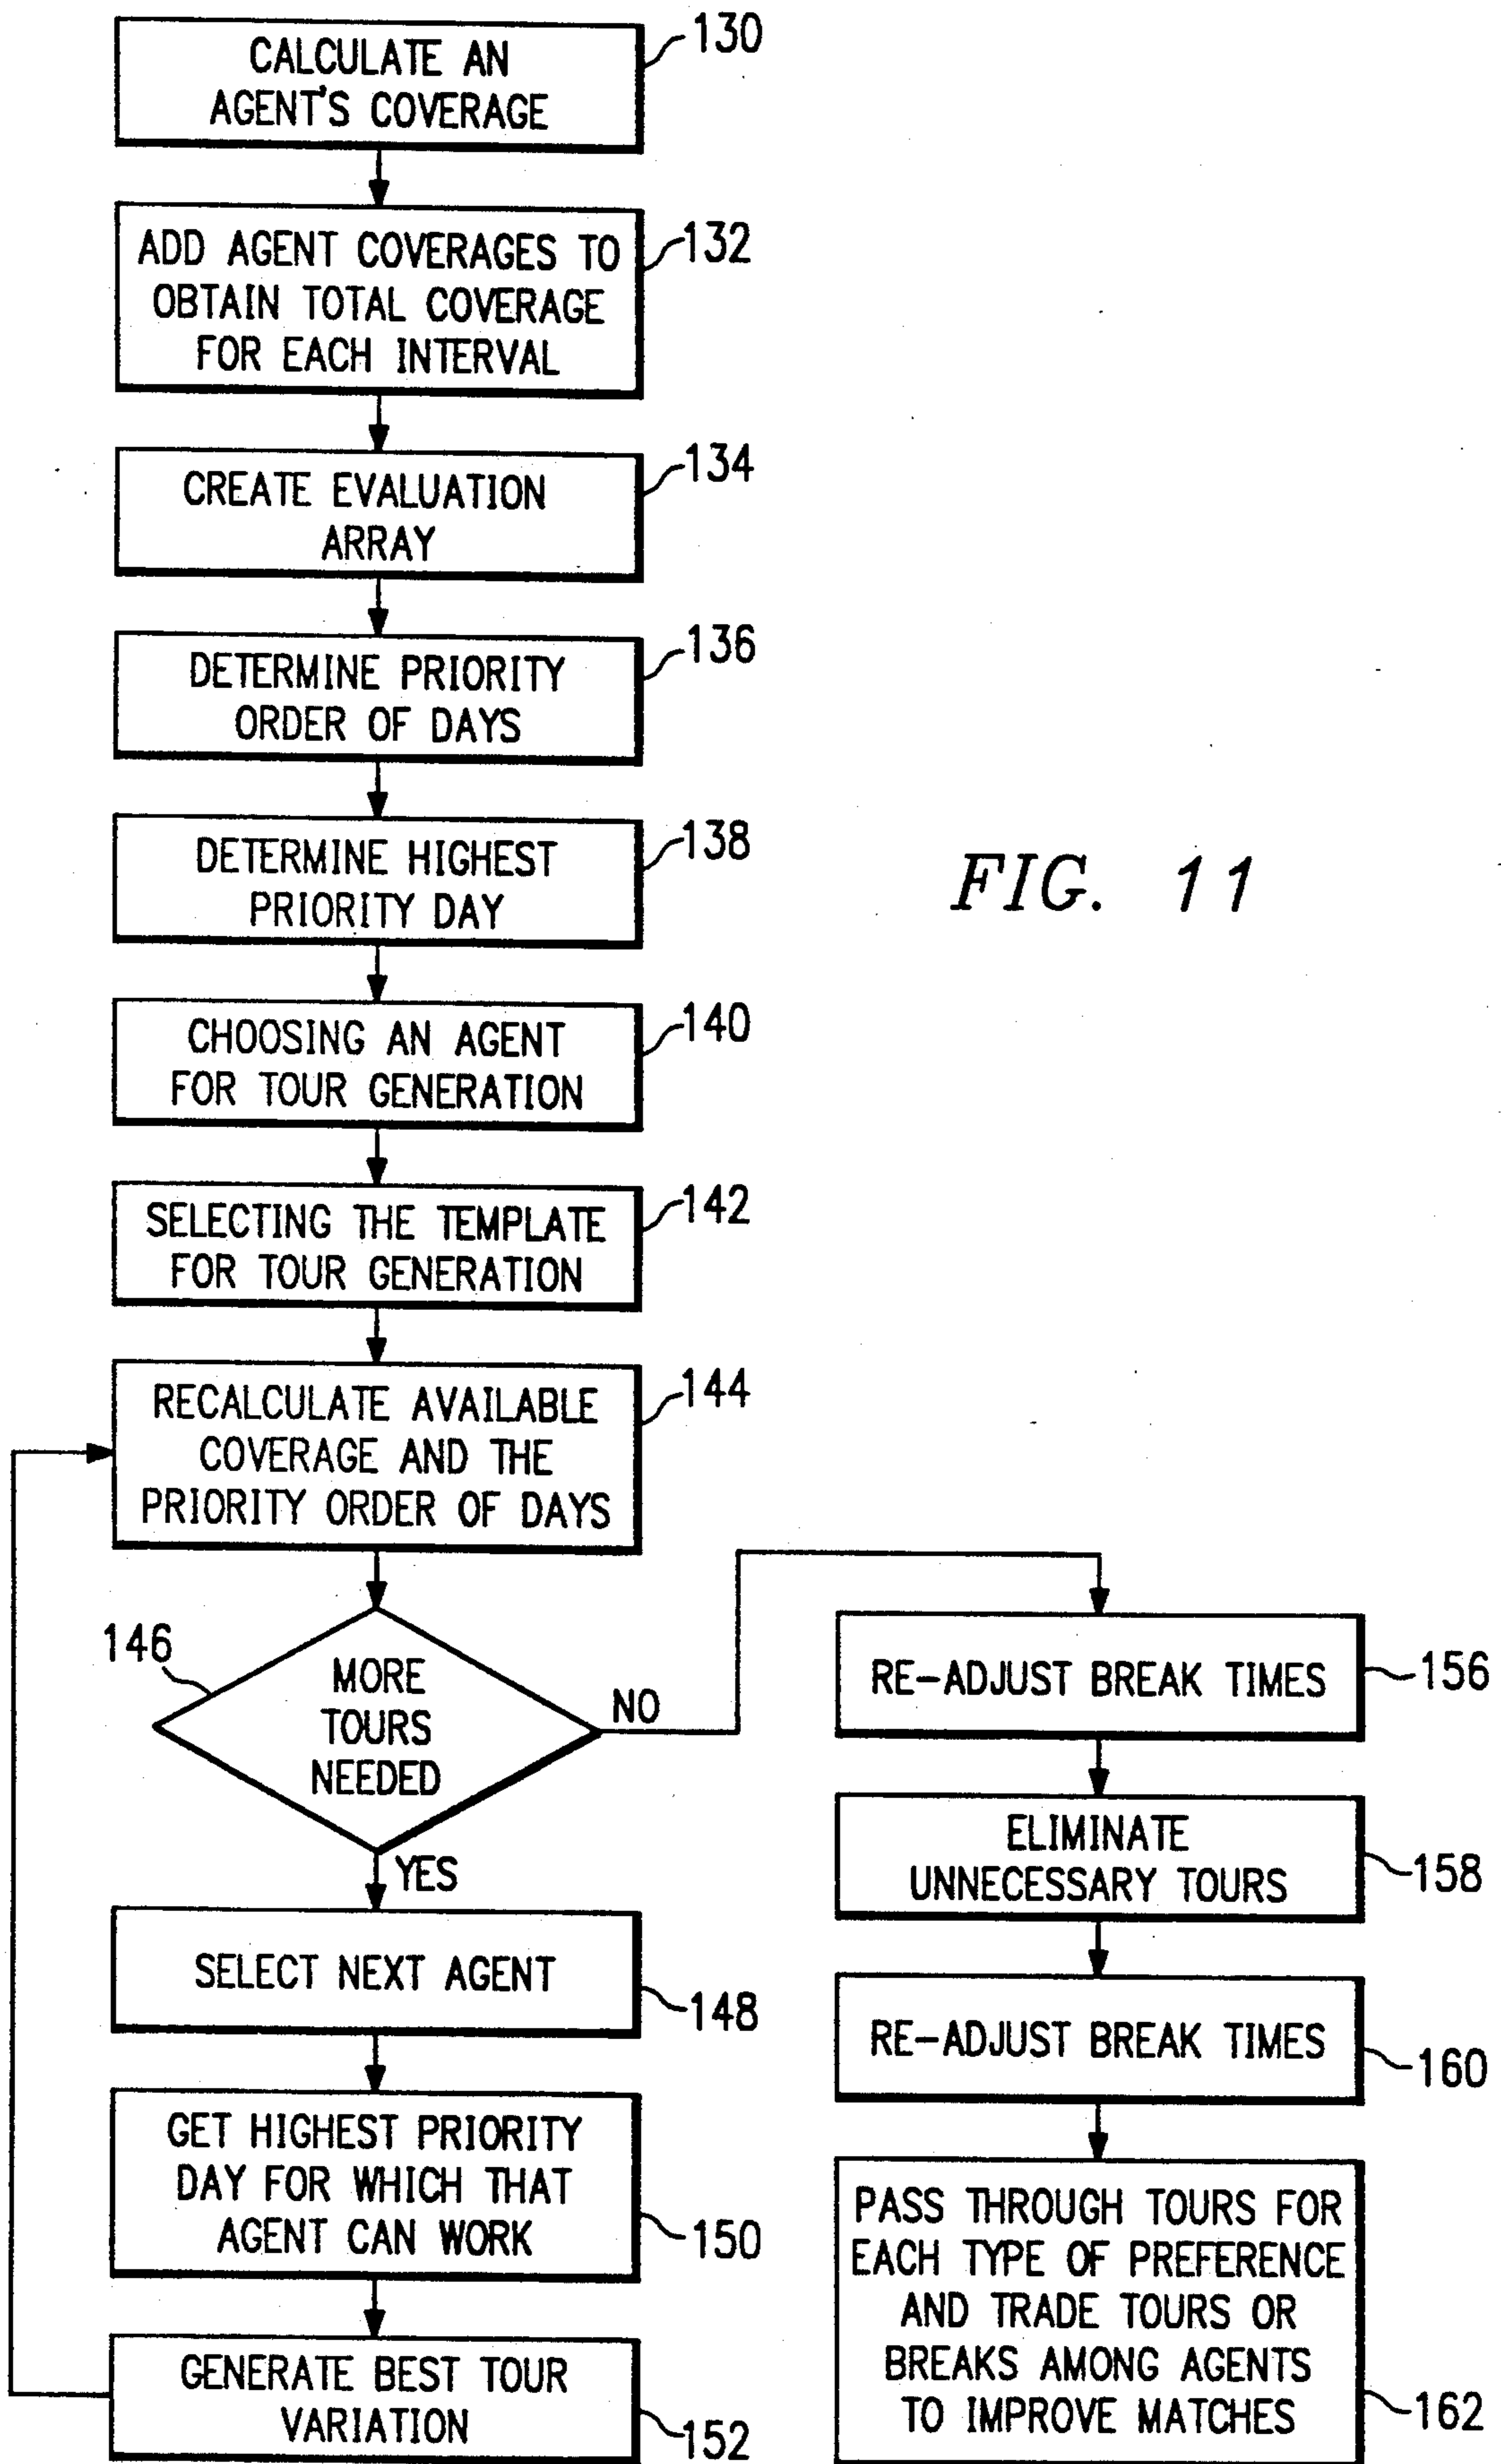 CALCULATE AN
AGENT'S COVERAGE
130
ADD AGENT COVERAGES TO
OBTAIN TOTAL COVERAGE
FOR EACH INTERVAL
132
CREATE EVALUATION
ARRAY
134
DETERMINE PRIORITY
ORDER OF DAYS
136
DETERMINE HIGHEST
PRIORITY DAY
138
FIG. 11
CHOOSING AN AGENT
FOR TOUR GENERATION
140
SELECTING THE TEMPLATE
FOR TOUR GENERATION
142
RECALCULATE AVAILABLE
COVERAGE AND THE
PRIORITY ORDER OF DAYS
144
146
MORE
TOURS
NEEDED
NO
YES
SELECT NEXT AGENT
148
GET HIGHEST PRIORITY
DAY FOR WHICH THAT
AGENT CAN WORK
150
GENERATE BEST TOUR
VARIATION
152
RE-ADJUST BREAK TIMES
156
ELIMINATE
UNNECESSARY TOURS
158
RE-ADJUST BREAK TIMES
160
PASS THROUGH TOURS FOR
EACH TYPE OF PREFERENCE
AND TRADE TOURS OR
BREAKS AMONG AGENTS
TO IMPROVE MATCHES
162